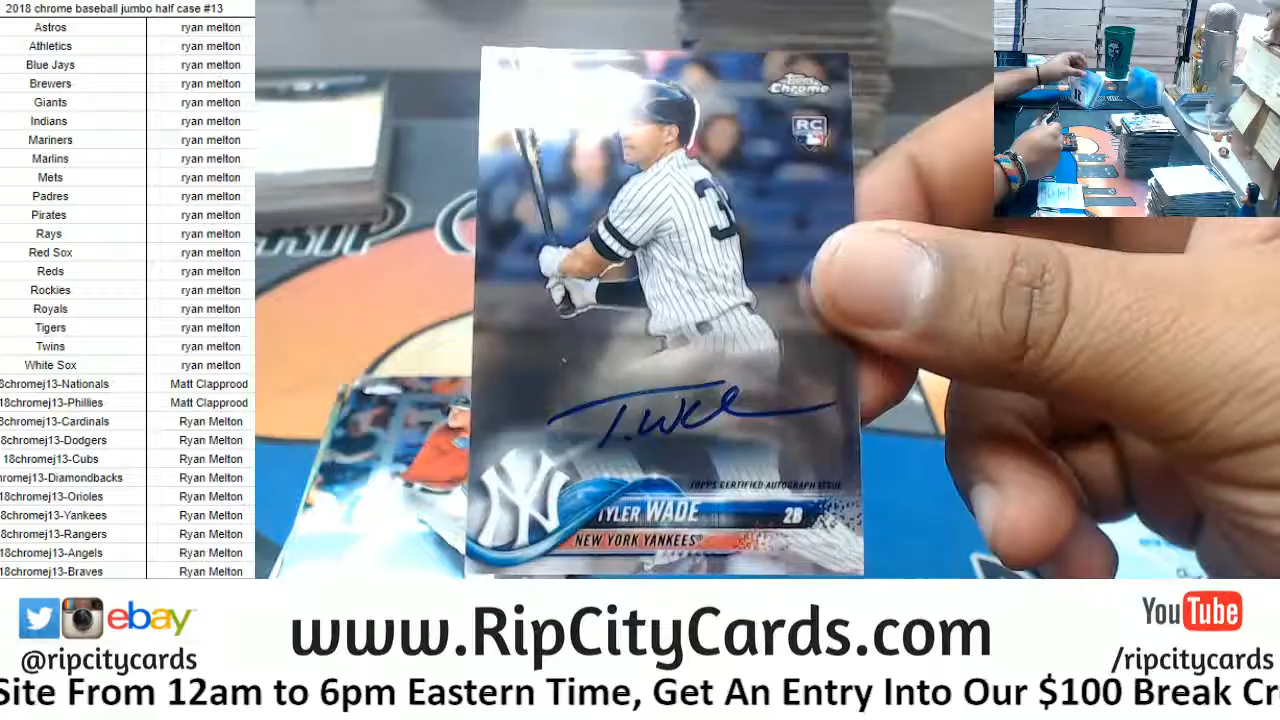 2018 chrome baseball jumbo half case #13
Astros ryan melton
Athletics ryan melton
Blue Jays ryan melton
Brewers ryan melton
Giants ryan melton
Indians ryan melton
Mariners ryan melton
Marlins ryan melton
Mets ryan melton
Padres ryan melton
Pirates ryan melton
Rays ryan melton
Red Sox ryan melton
Reds ryan melton
Rockies ryan melton
Royals ryan melton
Tigers ryan melton
Twins ryan melton
White Sox ryan melton
8chromej13-Nationals Matt Clapprood
18chromej13-Phillies Matt Clapprood
8chromej13-Cardinals Ryan Melton
8chromej13-Dodgers Ryan Melton
18chromej13-Cubs Ryan Melton
hromej13-Diamondbacks Ryan Melton
8chromej13-Orioles Ryan Melton
8chromej13-Yankees Ryan Melton
8chromej13-Rangers Ryan Melton
18chromej13-Angels Ryan Melton
18chromej13-Braves Ryan Melton
Topps
Chrome
RC
3
T. Wade
TOPPS CERTIFIED AUTOGRAPH ISSUE
TYLER WADE 2B
NEW YORK YANKEES
ebay
@ripcitycards
www.RipCityCards.com
YouTube
/ripcitycards
Site From 12am to 6pm Eastern Time, Get An Entry Into Our $100 Break Cr